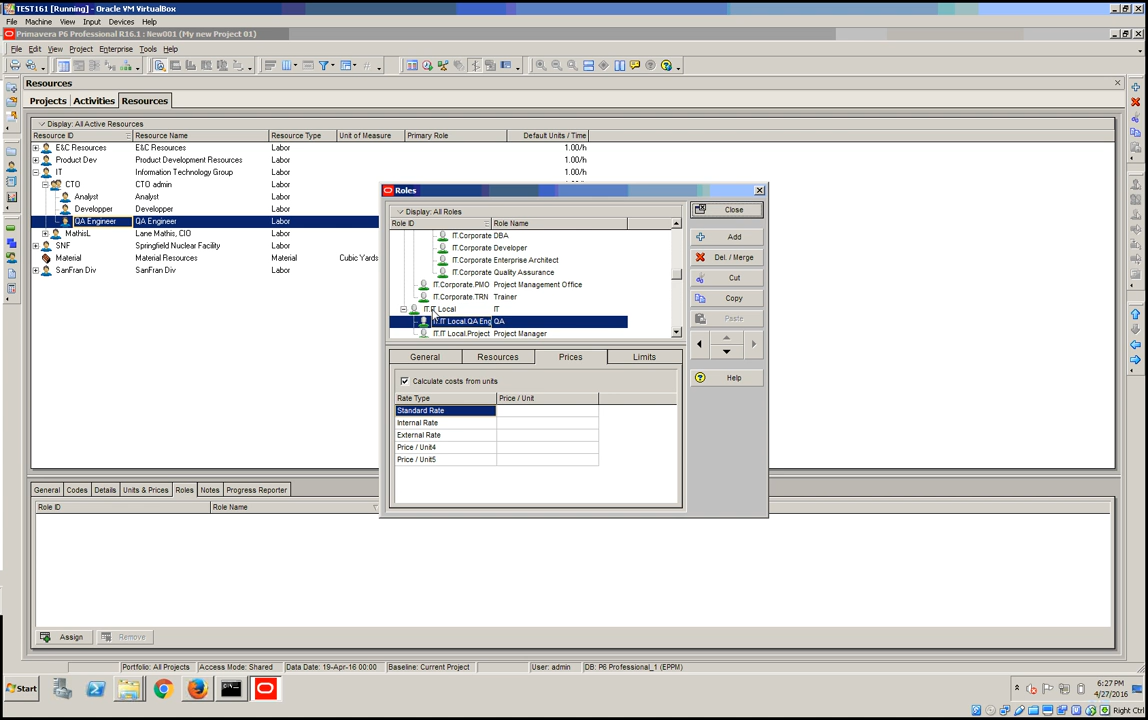 TEST161 [Running] - Oracle VM VirtualBox
File Machine View Input Devices Help
Primavera P6 Professional R16.1 : New001 (My new Project 01)
File Edit View Project Enterprise Tools Help
Resources
Projects Activities Resources
Display: All Active Resources
Resource ID Resource Name Resource Type Unit of Measure Primary Role Default Units / Time
E&C Resources E&C Resources Labor 1.00/h
Product Dev Product Development Resources Labor 1.00/h
IT Information Technology Group Labor 1.00/h
CTO CTO admin Labor
Analyst Analyst Labor
Developper Developper Labor
QA Engineer QA Engineer Labor
MathisL Lane Mathis, CIO Labor
SNF Springfield Nuclear Facility Labor
Material Material Resources Material Cubic Yards
SanFran Div SanFran Div Labor
Roles
Display: All Roles
Role ID Role Name
IT.Corporate DBA
IT.Corporate Developer
IT.Corporate Enterprise Architect
IT.Corporate Quality Assurance
IT.Corporate.PMO Project Management Office
IT.Corporate.TRN Trainer
IT.IT Local IT
IT.IT Local.QA Eng QA
IT.IT Local.Project Project Manager
Close
Add
Del. / Merge
Cut
Copy
Paste
Help
General Resources Prices Limits
Calculate costs from units
Rate Type Price / Unit
Standard Rate
Internal Rate
External Rate
Price / Unit4
Price / Unit5
General Codes Details Units & Prices Roles Notes Progress Reporter
Role ID Role Name
Assign Remove
Portfolio: All Projects Access Mode: Shared Data Date: 19-Apr-16 00:00 Baseline: Current Project User: admin DB: P6 Professional_1 (EPPM)
Start
6:27 PM
4/27/2016
Right Ctrl